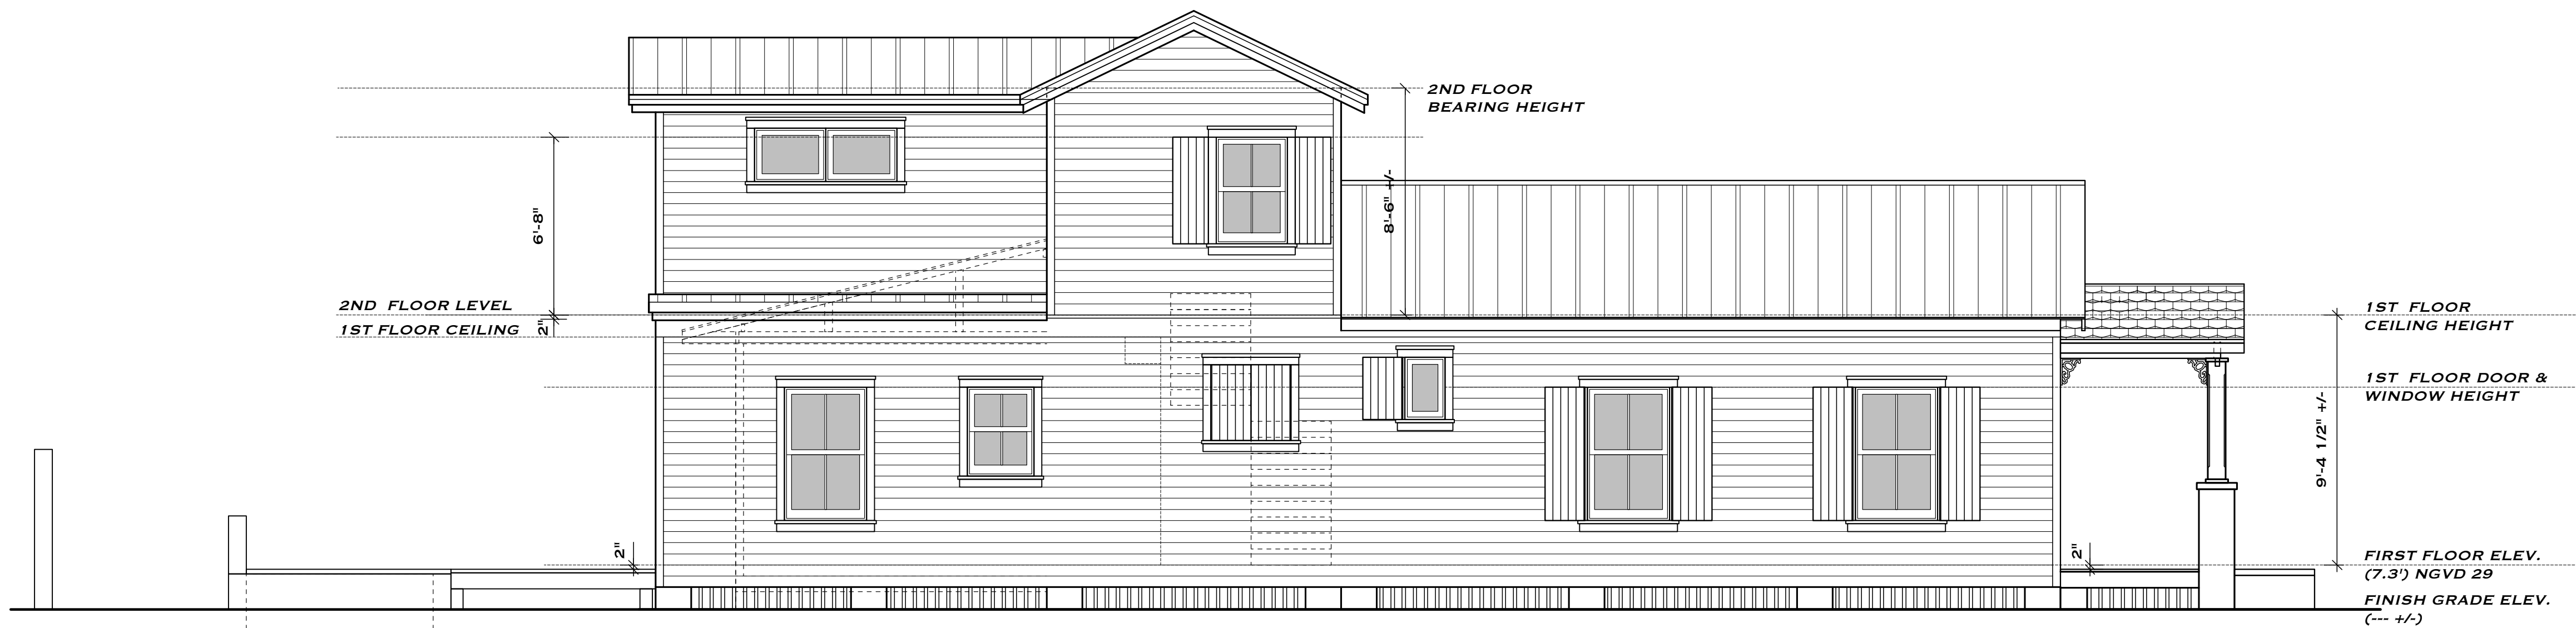 2ND FLOOR
BEARING HEIGHT
8'-6" +/-
6'-8"
2ND FLOOR LEVEL
1ST FLOOR CEILING
2"
1ST FLOOR
CEILING HEIGHT
1ST FLOOR DOOR &
WINDOW HEIGHT
9'-4 1/2" +/-
2"
2"
FIRST FLOOR ELEV.
(7.3') NGVD 29
FINISH GRADE ELEV.
(--- +/-)